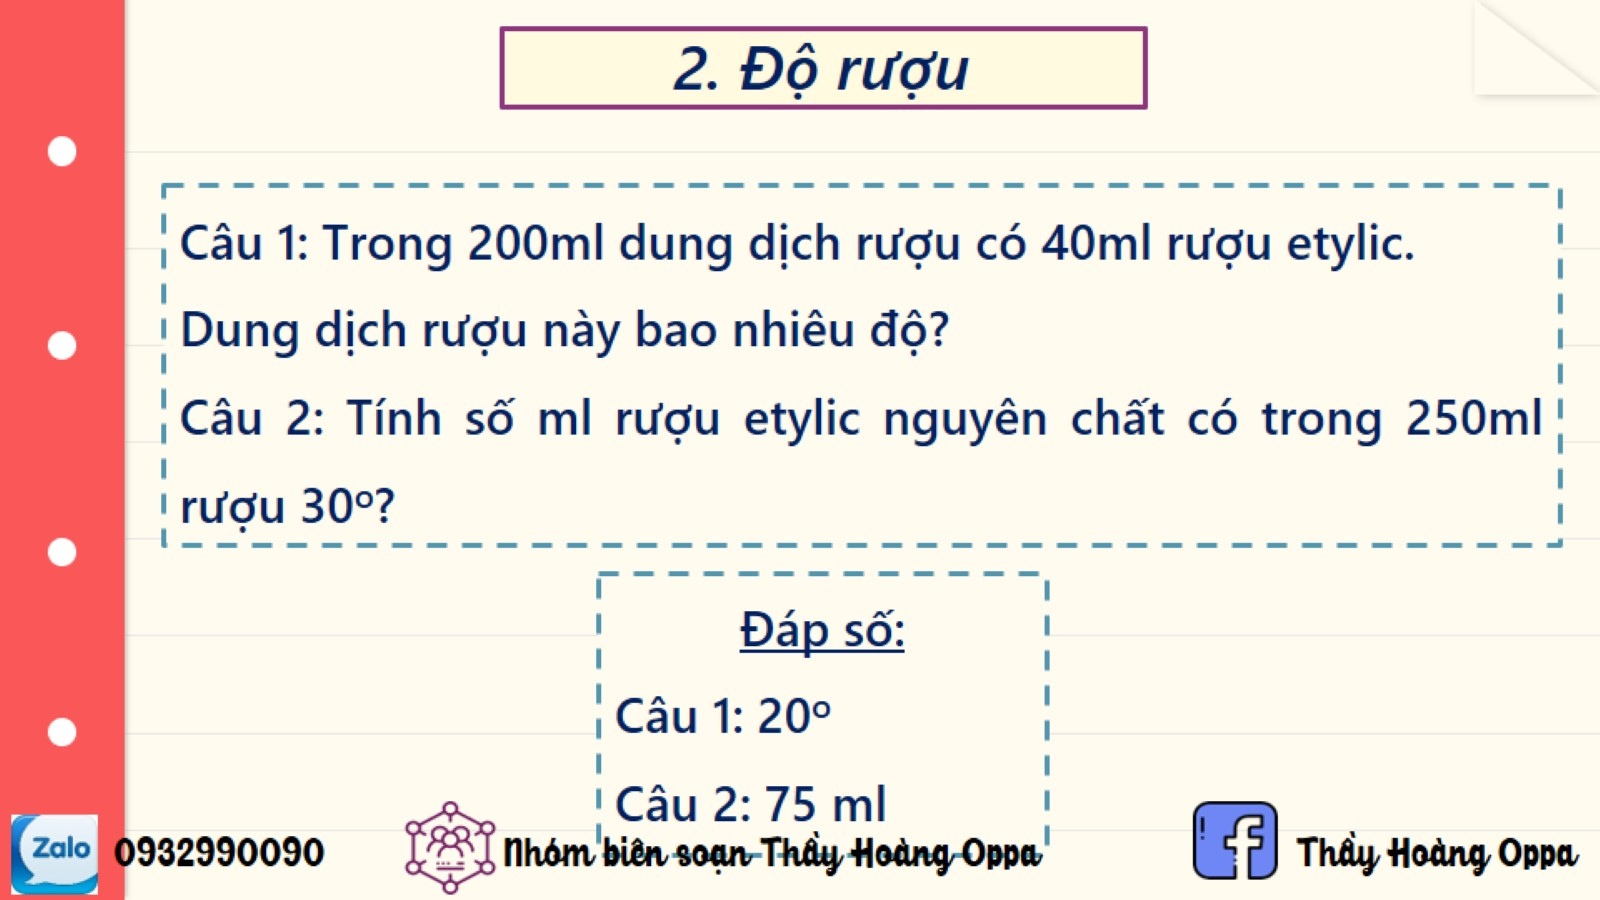 2. Độ rượu
Câu 1: Trong 200ml dung dịch rượu có 40ml rượu etylic.
Dung dịch rượu này bao nhiêu độ?
Câu 2: Tính số ml rượu etylic nguyên chất có trong 250ml
rượu 30º?
Đáp số:
Câu 1: 20º
Câu 2: 75 ml
Zalo 0932990090 Nhóm biên soạn Thầy Hoàng Oppa Thầy Hoàng Oppa